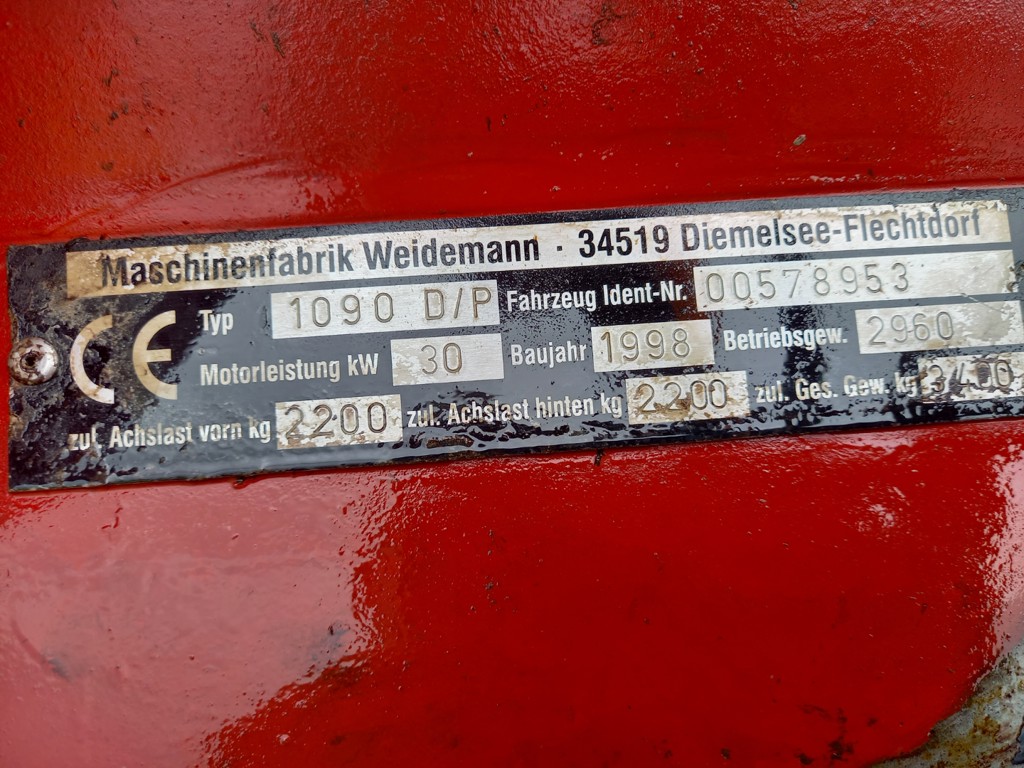 Maschinenfabrik Weidemann · 34519 Diemelsee-Flechtdorf
CE Typ 1090 D/P Fahrzeug Ident-Nr. 00578953
Motorleistung kW 30 Baujahr 1998 Betriebsgew. 2960
zul. Achslast vorn kg 2200 zul. Achslast hinten kg 2200 zul. Ges. Gew. kg 3400